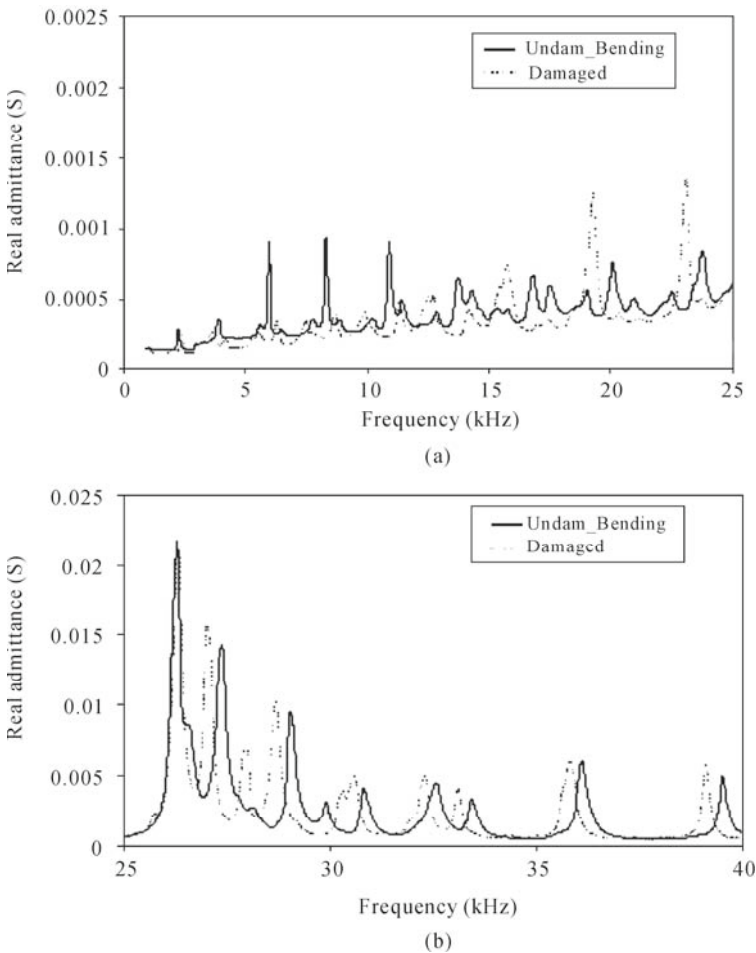 0.0025
0.002
0.0015
0.001
0.0005
0
Real admittance (S)
Undam_Bending
Damaged
0 5 10 15 20 25
Frequency (kHz)
(a)
0.025
0.02
0.015
0.01
0.005
0
Real admittance (S)
Undam_Bending
Damaged
25 30 35 40
Frequency (kHz)
(b)